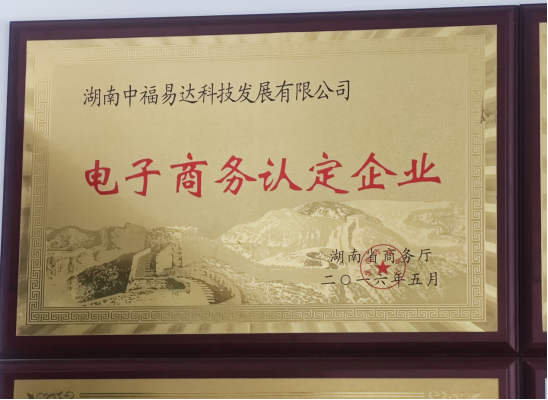 湖南中福易达科技发展有限公司
电子商务认定企业
湖南省商务厅
二〇一六年五月